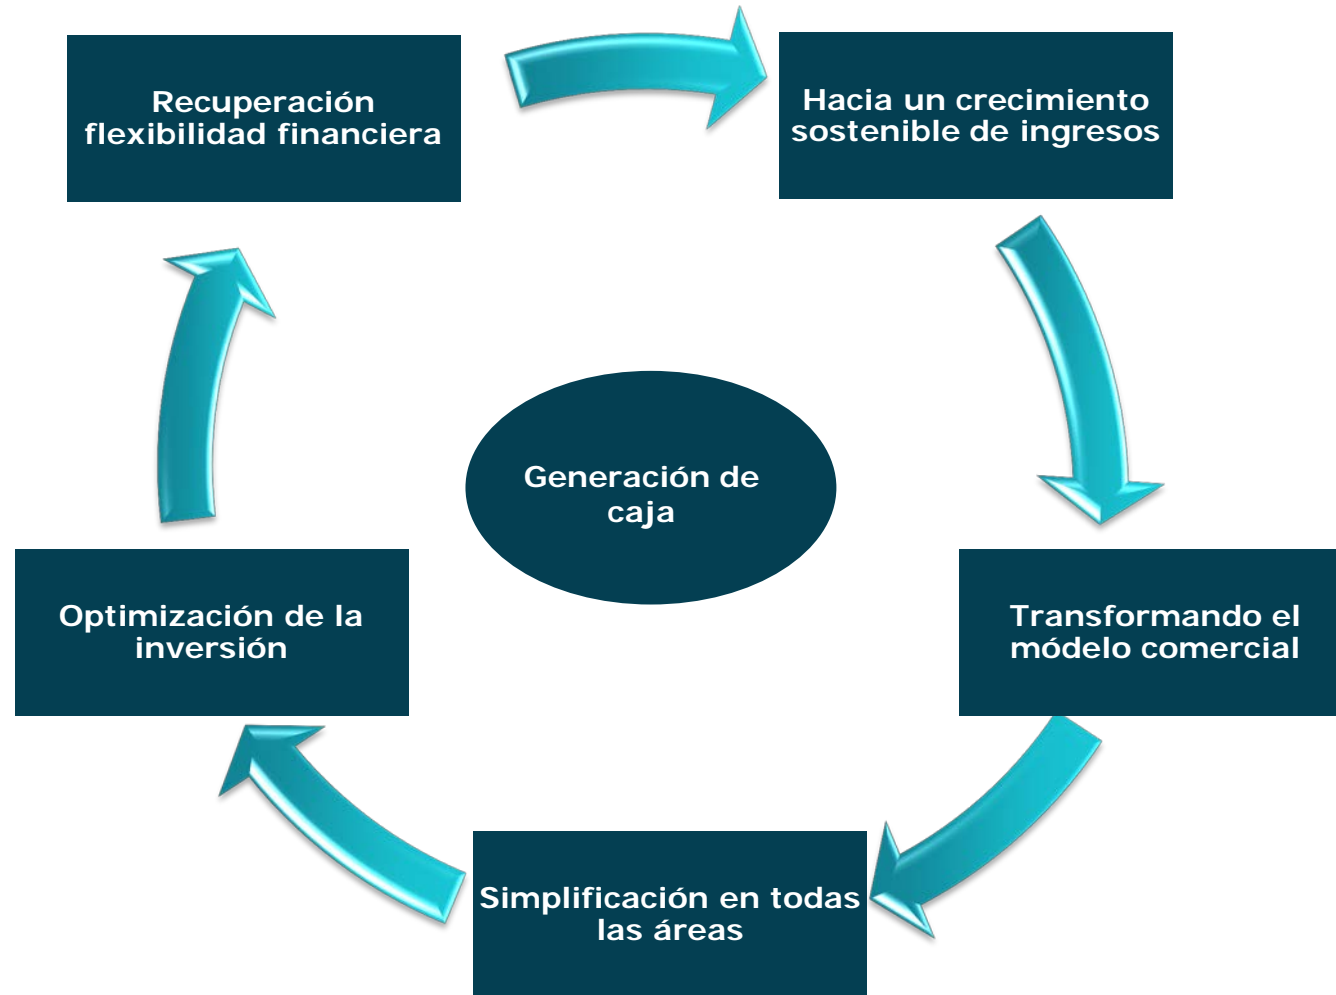 Recuperación
flexibilidad financiera
Hacia un crecimiento
sostenible de ingresos
Generación de
caja
Optimización de la
inversión
Transformando el
módelo comercial
Simplificación en todas
las áreas